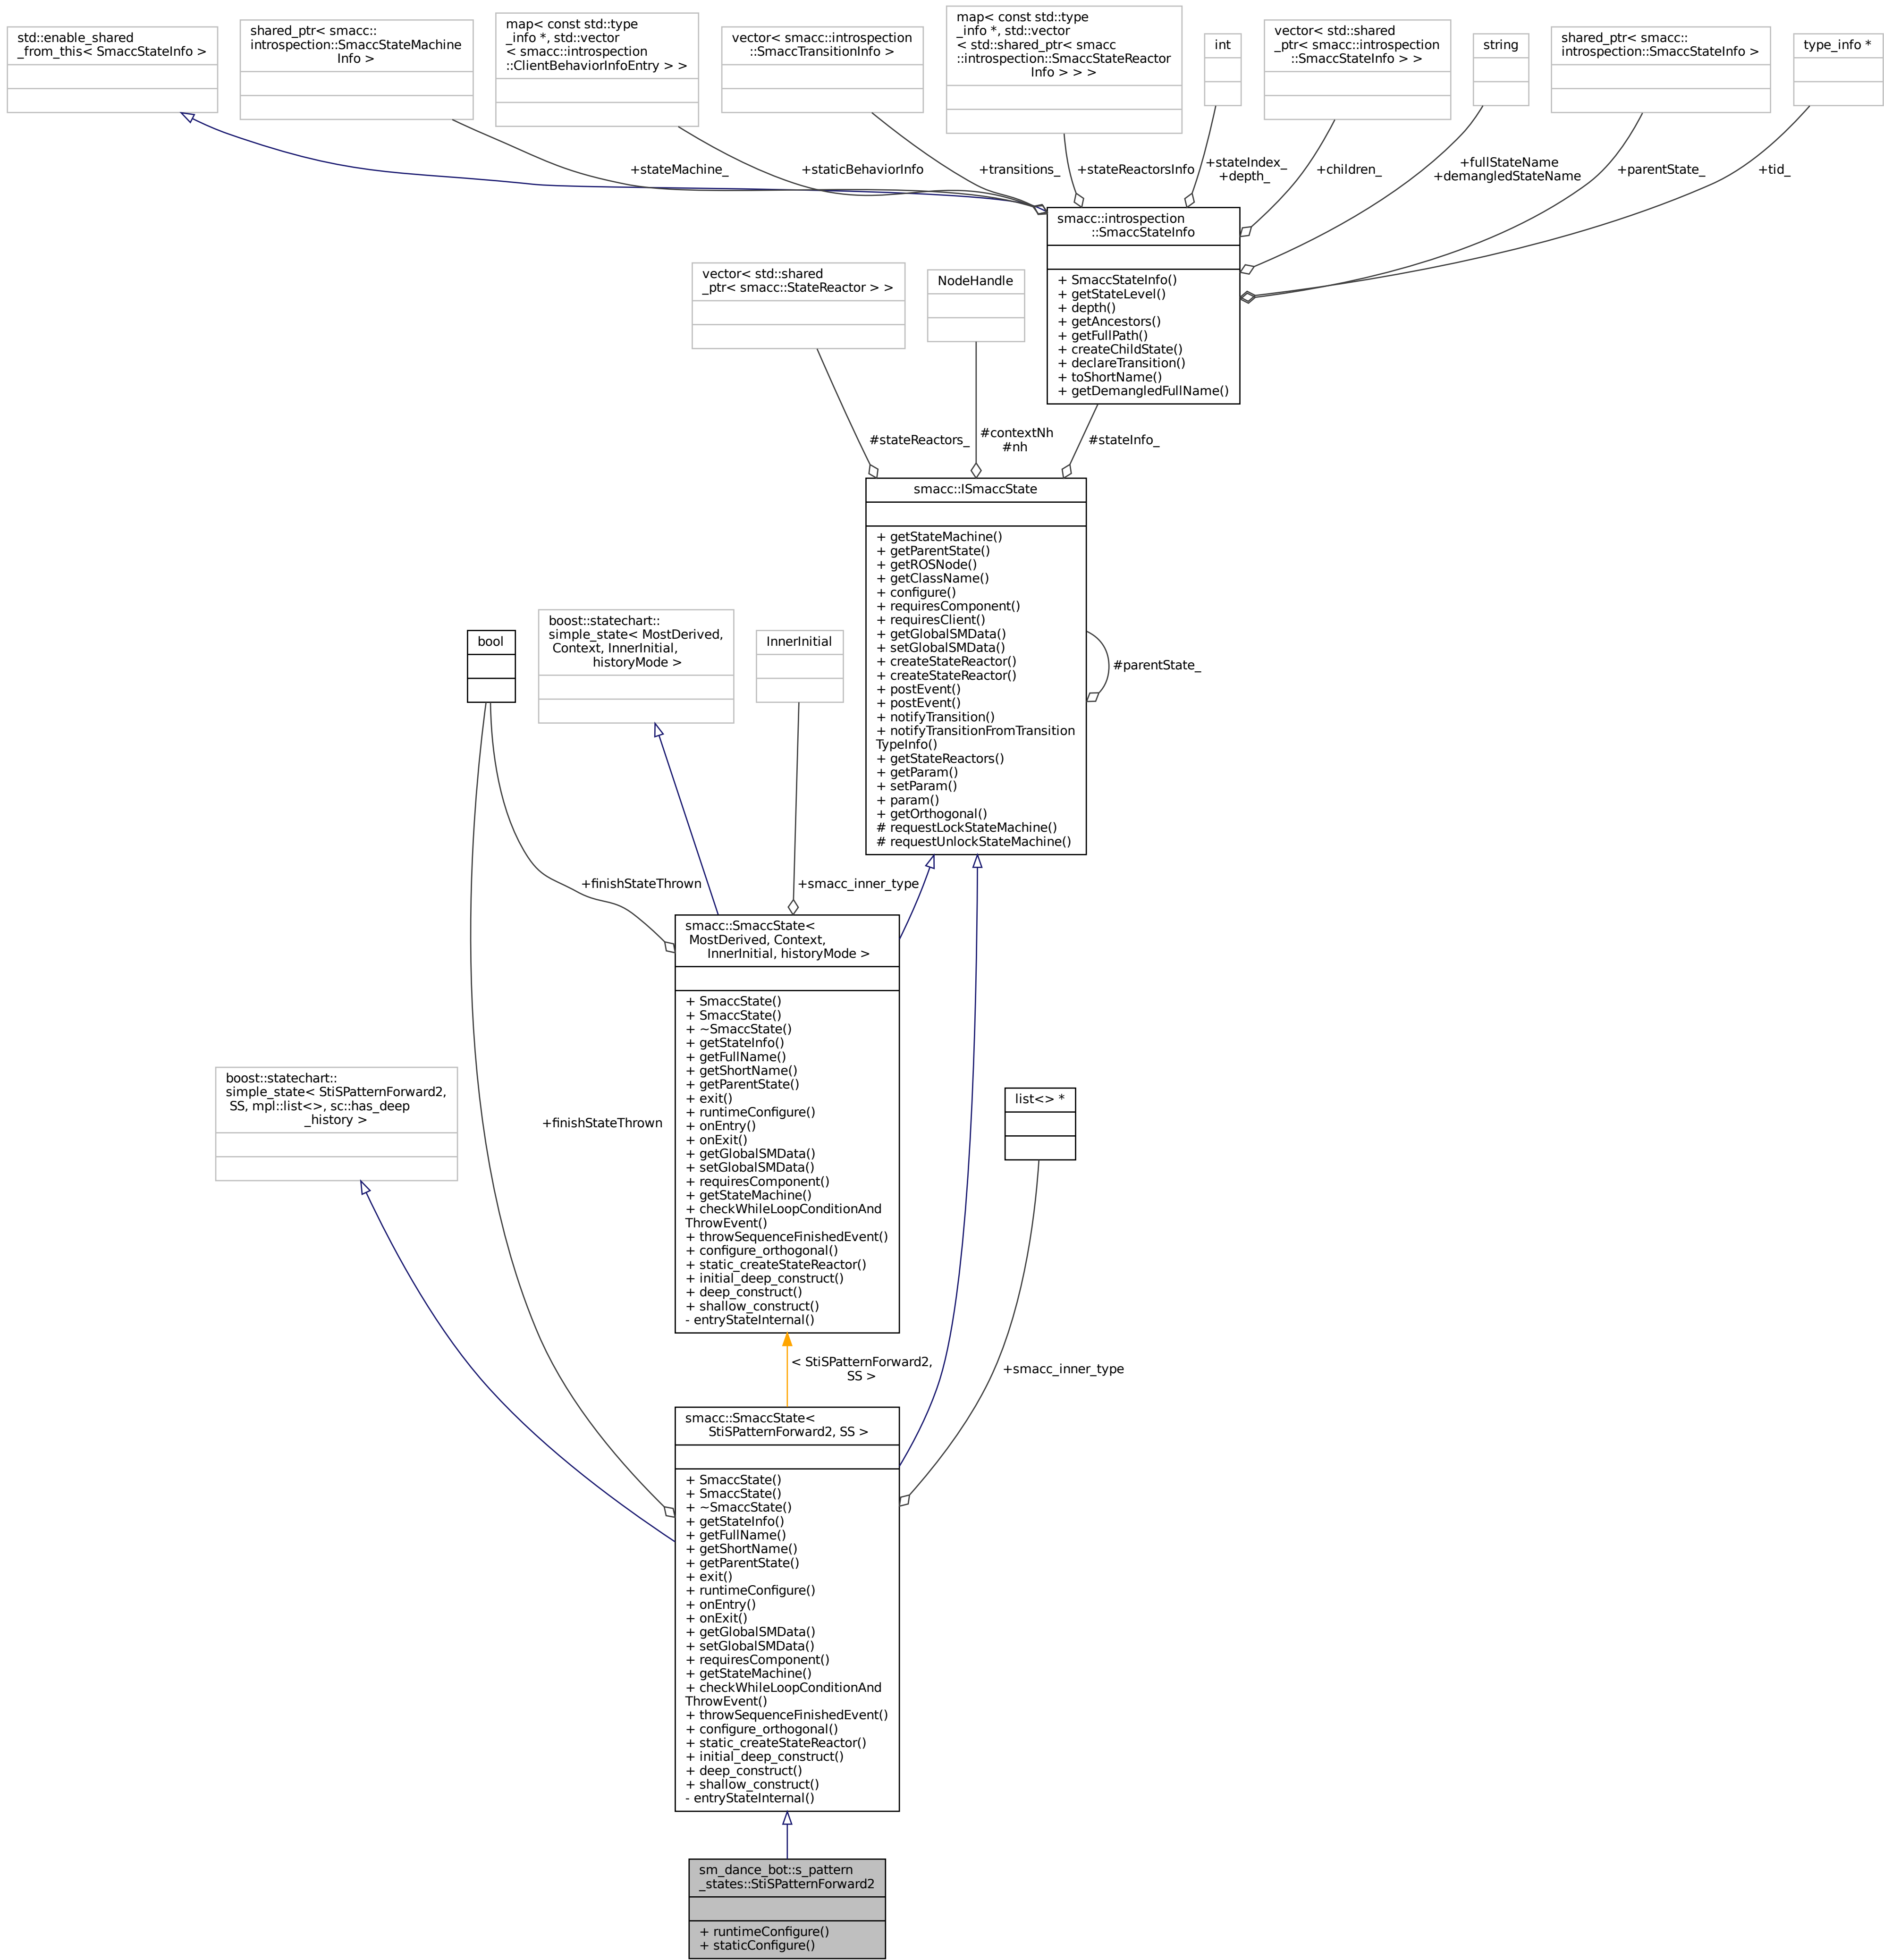 std::enable_shared
_from_this< SmaccStateInfo >
shared_ptr< smacc::
introspection::SmaccStateMachine
Info >
map< const std::type
_info *, std::vector
< smacc::introspection
::ClientBehaviorInfoEntry > >
vector< smacc::introspection
::SmaccTransitionInfo >
map< const std::type
_info *, std::vector
< std::shared_ptr< smacc
::introspection::SmaccStateReactor
Info > > >
int
vector< std::shared
_ptr< smacc::introspection
::SmaccStateInfo > >
string
shared_ptr< smacc::
introspection::SmaccStateInfo >
type_info *
+stateMachine_
+staticBehaviorInfo
+transitions_
+stateReactorsInfo
+stateIndex_
+depth_
+children_
+fullStateName
+demangledStateName
+parentState_
+tid_
smacc::introspection
::SmaccStateInfo
+ SmaccStateInfo()
+ getStateLevel()
+ depth()
+ getAncestors()
+ getFullPath()
+ createChildState()
+ declareTransition()
+ toShortName()
+ getDemangledFullName()
vector< std::shared
_ptr< smacc::StateReactor > >
NodeHandle
#stateReactors_
#contextNh
#nh
#stateInfo_
smacc::ISmaccState
+ getStateMachine()
+ getParentState()
+ getROSNode()
+ getClassName()
+ configure()
+ requiresComponent()
+ requiresClient()
+ getGlobalSMData()
+ setGlobalSMData()
+ createStateReactor()
+ createStateReactor()
+ postEvent()
+ postEvent()
+ notifyTransition()
+ notifyTransitionFromTransition
TypeInfo()
+ getStateReactors()
+ getParam()
+ setParam()
+ param()
+ getOrthogonal()
# requestLockStateMachine()
# requestUnlockStateMachine()
#parentState_
bool
boost::statechart::
simple_state< MostDerived,
Context, InnerInitial,
historyMode >
InnerInitial
+finishStateThrown
+smacc_inner_type
smacc::SmaccState<
MostDerived, Context,
InnerInitial, historyMode >
+ SmaccState()
+ SmaccState()
+ ~SmaccState()
+ getStateInfo()
+ getFullName()
+ getShortName()
+ getParentState()
+ exit()
+ runtimeConfigure()
+ onEntry()
+ onExit()
+ getGlobalSMData()
+ setGlobalSMData()
+ requiresComponent()
+ getStateMachine()
+ checkWhileLoopConditionAnd
ThrowEvent()
+ throwSequenceFinishedEvent()
+ configure_orthogonal()
+ static_createStateReactor()
+ initial_deep_construct()
+ deep_construct()
+ shallow_construct()
- entryStateInternal()
boost::statechart::
simple_state< StiSPatternForward2,
SS, mpl::list<>, sc::has_deep
_history >
+finishStateThrown
list<> *
< StiSPatternForward2,
SS >
+smacc_inner_type
smacc::SmaccState<
StiSPatternForward2, SS >
+ SmaccState()
+ SmaccState()
+ ~SmaccState()
+ getStateInfo()
+ getFullName()
+ getShortName()
+ getParentState()
+ exit()
+ runtimeConfigure()
+ onEntry()
+ onExit()
+ getGlobalSMData()
+ setGlobalSMData()
+ requiresComponent()
+ getStateMachine()
+ checkWhileLoopConditionAnd
ThrowEvent()
+ throwSequenceFinishedEvent()
+ configure_orthogonal()
+ static_createStateReactor()
+ initial_deep_construct()
+ deep_construct()
+ shallow_construct()
- entryStateInternal()
sm_dance_bot::s_pattern
_states::StiSPatternForward2
+ runtimeConfigure()
+ staticConfigure()